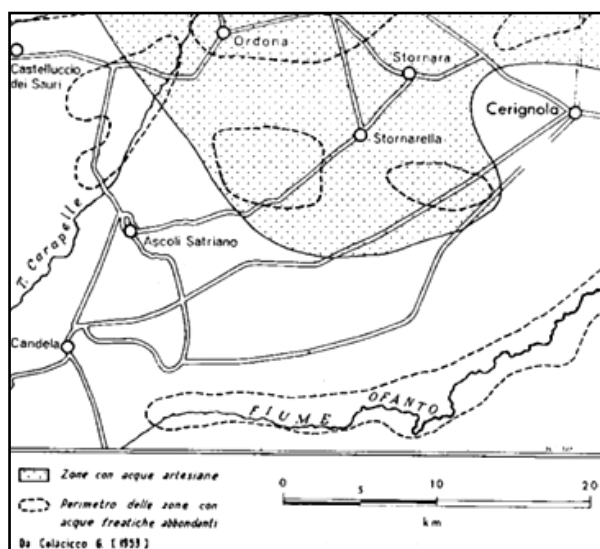 Ordona
Castelluccio
dei Sauri
Stornara
Cerignola
Stornarella
T. Carapelle
Ascoli Satriano
Candela
FIUME OFANTO
Zone con acque artesiane
Perimetro delle zone con
acque freatiche abbondanti
Da Colacicco G. [1953]
0 5 10 20
km